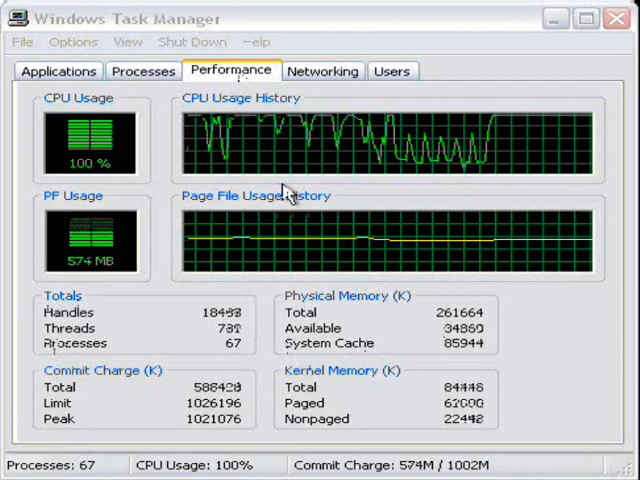 Windows Task Manager
File Options View Shut Down Help
Applications Processes Performance Networking Users
CPU Usage CPU Usage History
100 %
PF Usage Page File Usage History
574 MB
Totals
Handles
Threads
Processes 67
Physical Memory (K)
Total 261664
Available 34860
System Cache 85944
Commit Charge (K)
Total 588428
Limit 1026196
Peak 1021076
Kernel Memory (K)
Total 84448
Paged
Nonpaged 22448
Processes: 67 CPU Usage: 100% Commit Charge: 574M / 1002M